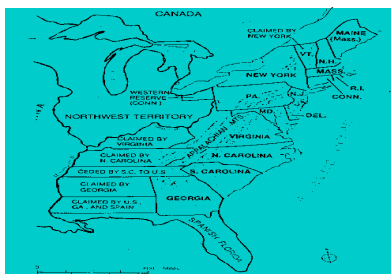 CANADA
CLAIMED BY
NEW YORK
MAINE
(Mass.)
VT.
N.H.
NEW YORK
MASS.
R.I.
CONN.
WESTERN
RESERVE
(CONN.)
PA.
N.J.
MD.
DEL.
NORTHWEST TERRITORY
CLAIMED BY
VIRGINIA
APPALACHIAN MTS.
VIRGINIA
CLAIMED BY
N. CAROLINA
N. CAROLINA
CEDED BY S.C. TO U.S.
S. CAROLINA
CLAIMED BY
GEORGIA
GEORGIA
CLAIMED BY U.S.,
GA., AND SPAIN
SPANISH FLORIDA